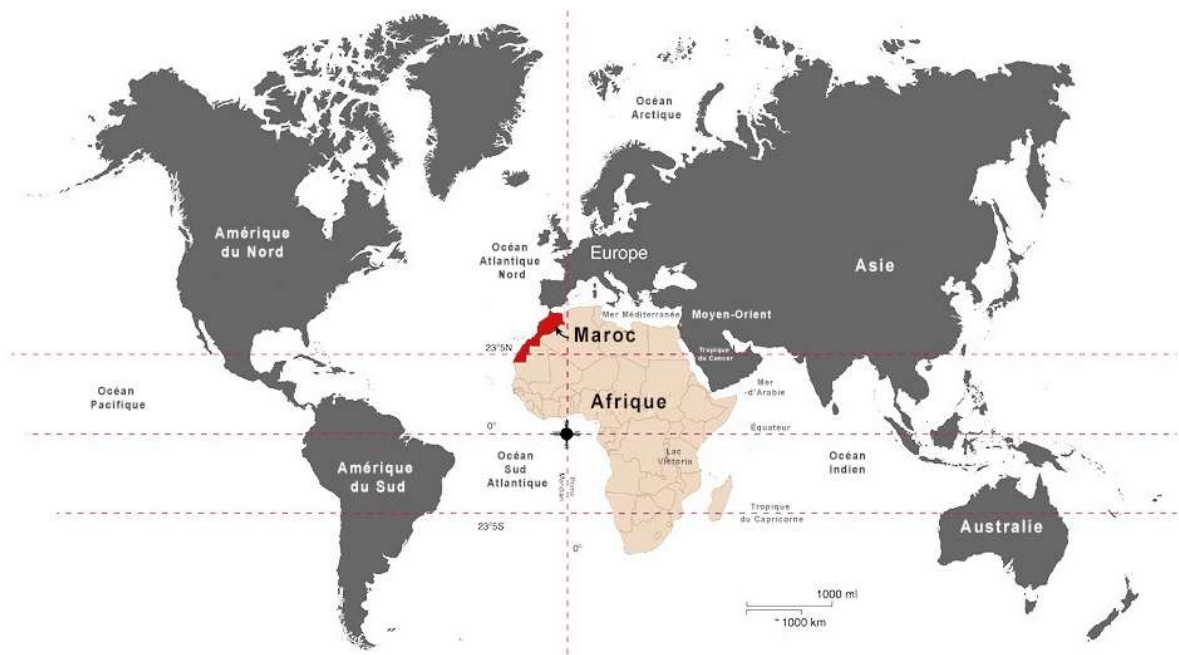 Océan
Arctique
Amérique
du Nord
Océan
Atlantique
Nord
Europe
Asie
Mer Méditerranée
Moyen-Orient
Maroc
23°5N
Tropique
du Cancer
Océan
Pacifique
Mer
d'Arabie
Afrique
0°
Équateur
Lac
Victoria
Océan
Indien
Amérique
du Sud
Océan
Sud
Atlantique
Prime
Meridian
Tropique
du Capricorne
23°5S
Australie
0°
1000 ml
1000 km